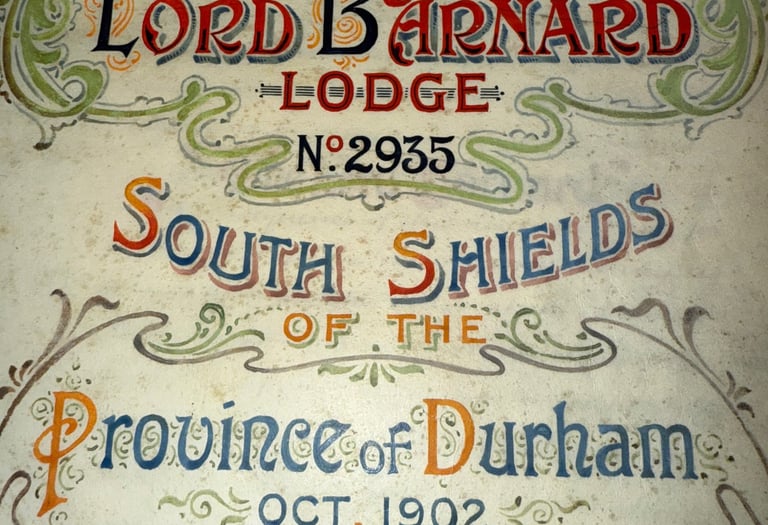 LORD BARNARD
LODGE
No. 2935
SOUTH SHIELDS
OF THE
Province of Durham
OCT. 1902